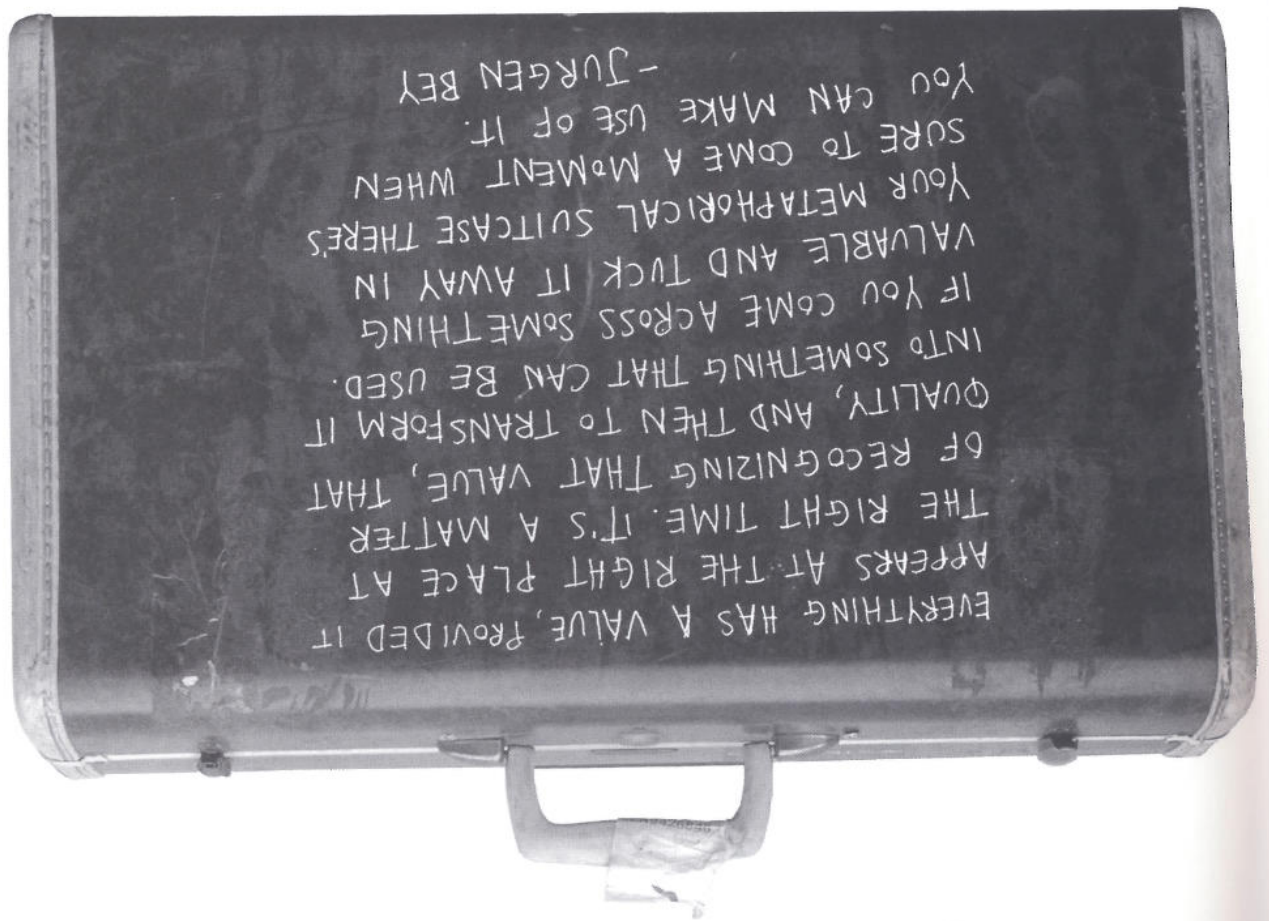 EVERYTHING HAS A VALUE, PROVIDED IT
APPEARS AT THE RIGHT PLACE AT
THE RIGHT TIME. IT'S A MATTER
OF RECOGNIZING THAT VALUE, THAT
QUALITY, AND THEN TO TRANSFORM IT
INTO SOMETHING THAT CAN BE USED.
IF YOU COME ACROSS SOMETHING
VALUABLE AND TUCK IT AWAY IN
YOUR METAPHORICAL SUITCASE THERE'S
SURE TO COME A MOMENT WHEN
YOU CAN MAKE USE OF IT.
-JURGEN BEY